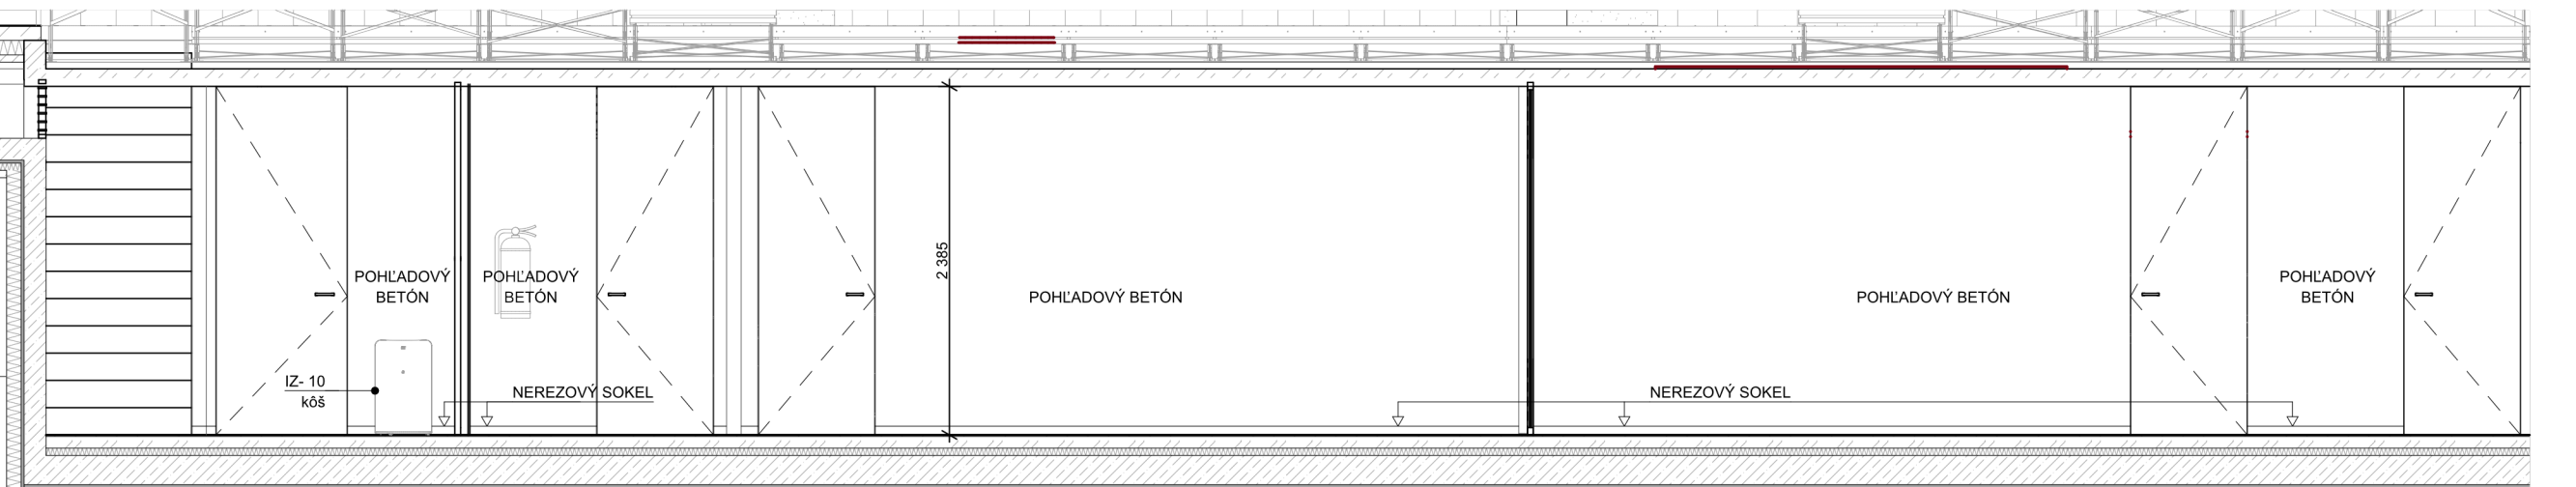 POHĽADOVÝ
BETÓN
POHĽADOVÝ
BETÓN
2 385
POHĽADOVÝ BETÓN
POHĽADOVÝ BETÓN
POHĽADOVÝ
BETÓN
IZ- 10
kôš
NEREZOVÝ SOKEL
NEREZOVÝ SOKEL